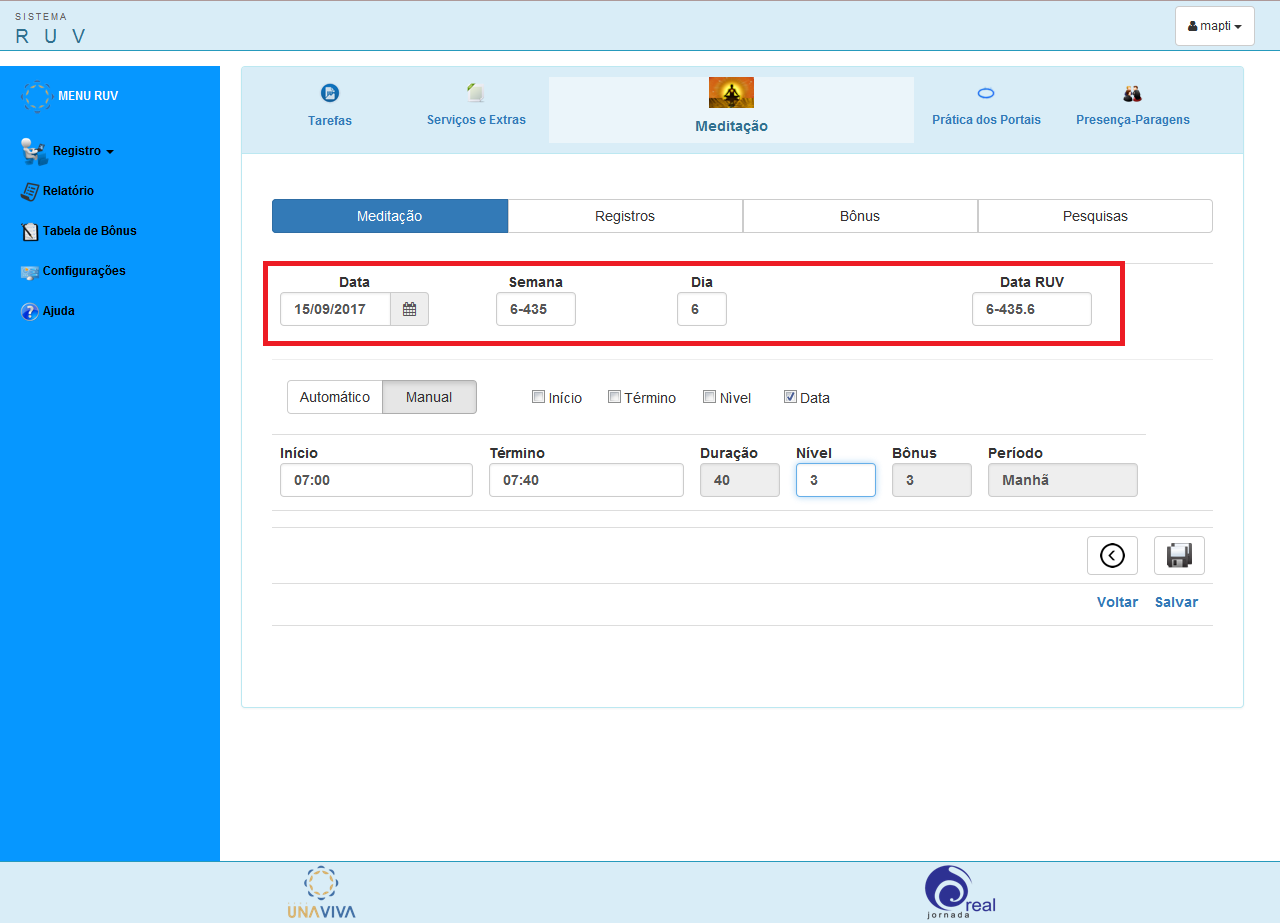 SISTEMA
R U V
mapti
MENU RUV
Registro
Relatório
Tabela de Bônus
Configurações
Ajuda
Tarefas
Serviços e Extras
Meditação
Prática dos Portais
Presença-Paragens
Meditação Registros Bônus Pesquisas
Data Semana Dia Data RUV
15/09/2017 6-435 6 6-435.6
Automático Manual Início Término Nìvel Data
Início Término Duração Nível Bônus Período
07:00 07:40 40 3 3 Manhã
Voltar Salvar
UNAVIVA
real
jornada